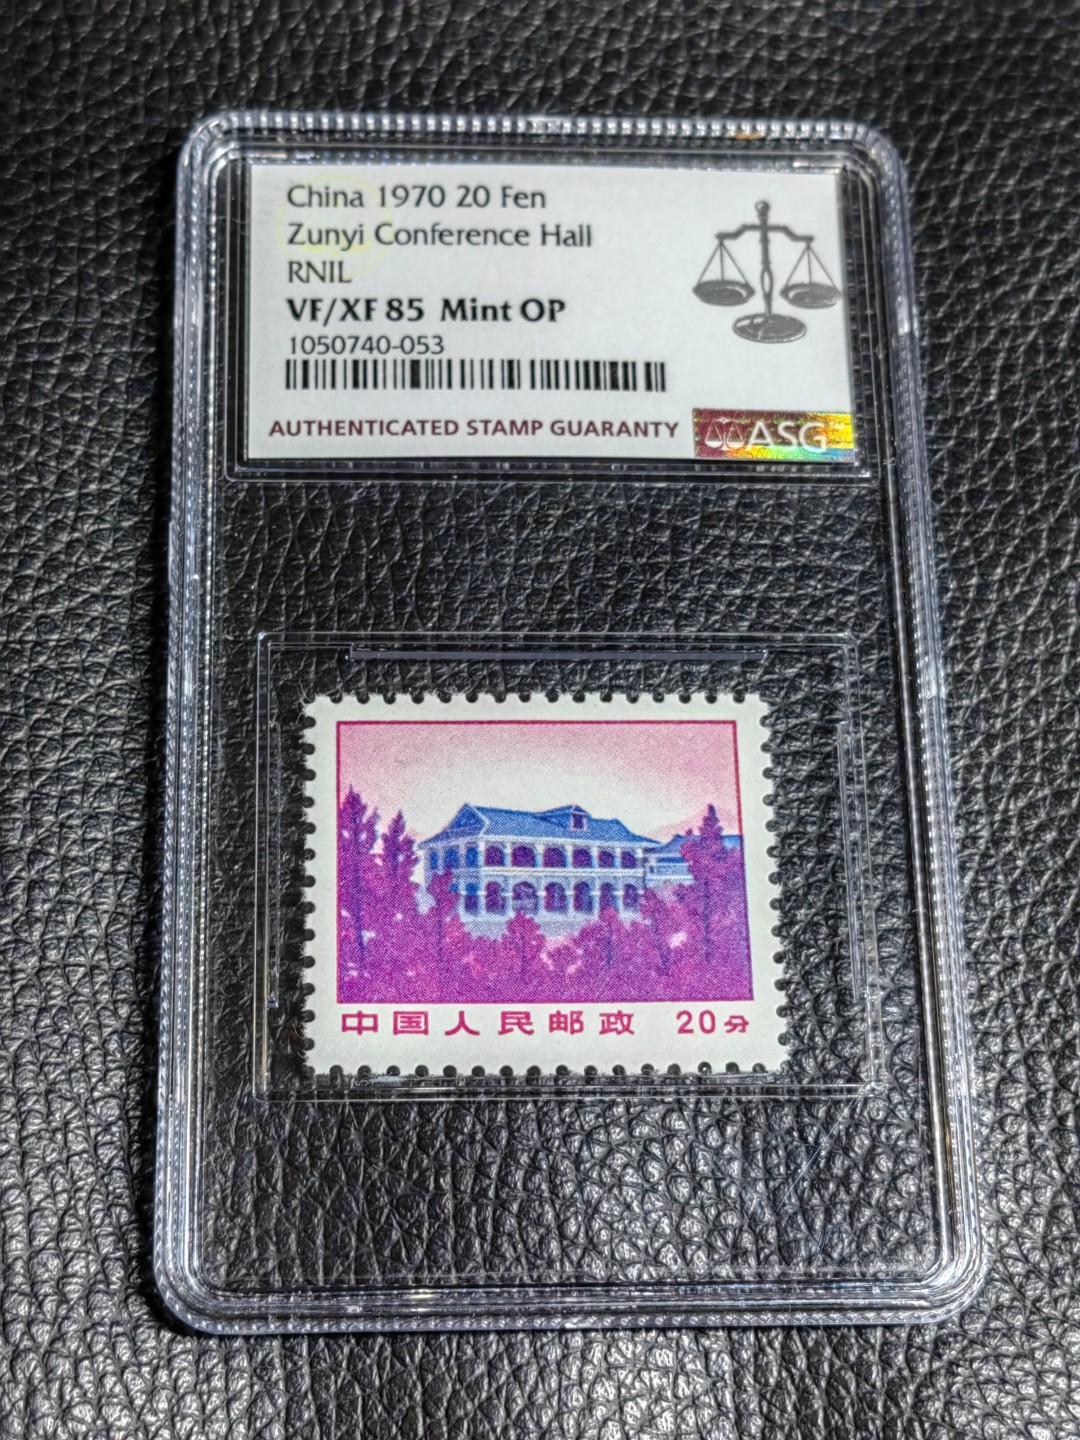 China 1970 20 Fen
Zunyi Conference Hall
RNIL
VF/XF 85 Mint OP
1050740-053
AUTHENTICATED STAMP GUARANTY
ASG
中国人民邮政 20分